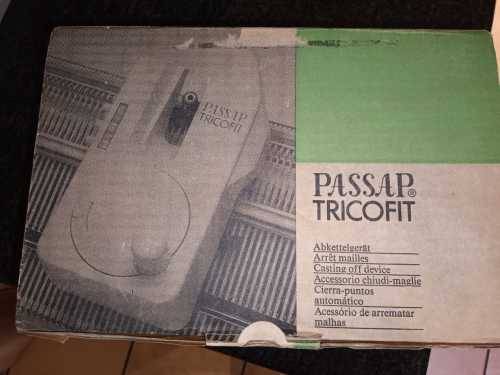 PASSAP
TRICOFIT
PASSAP®
TRICOFIT
Abkettelgerät
Arrêt mailles
Casting off device
Accessorio chiudi-maglie
Cierra-puntos
automático
Acessório de arrematar
malhas